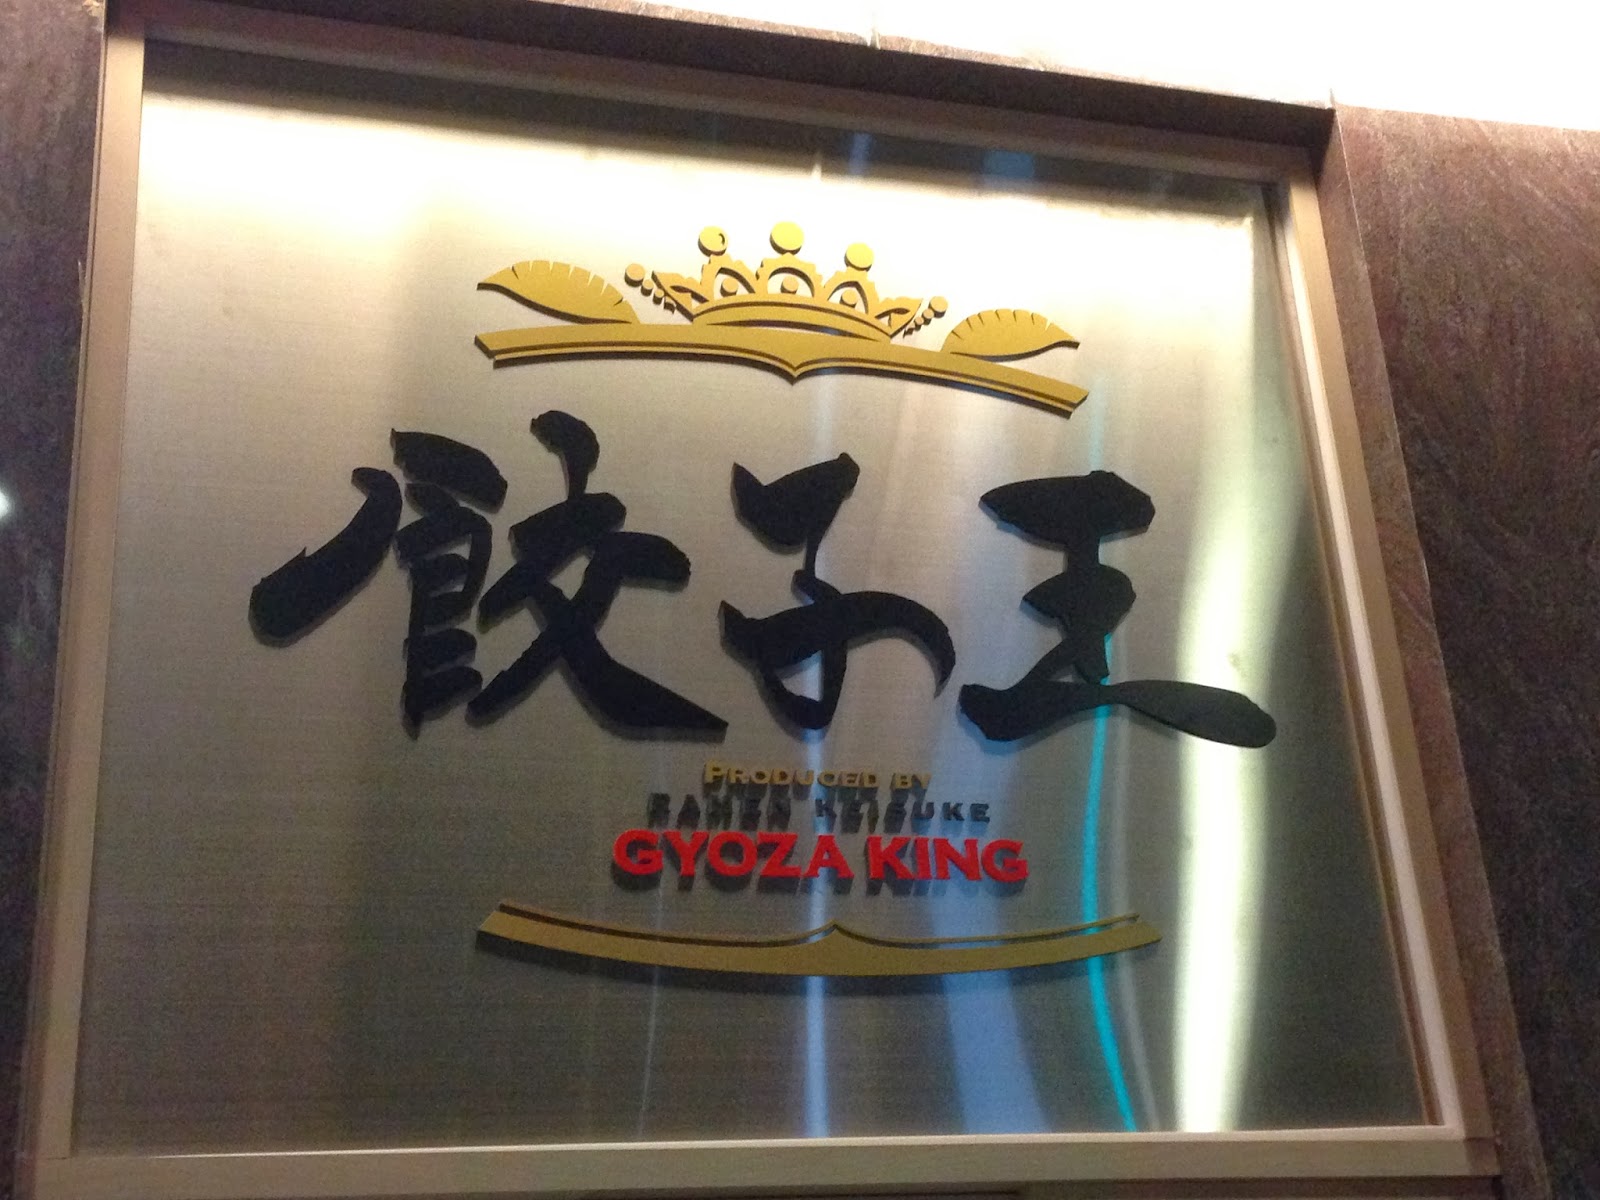 餃子王
PRODUCED BY
RAMEN KEISUKE
GYOZA KING